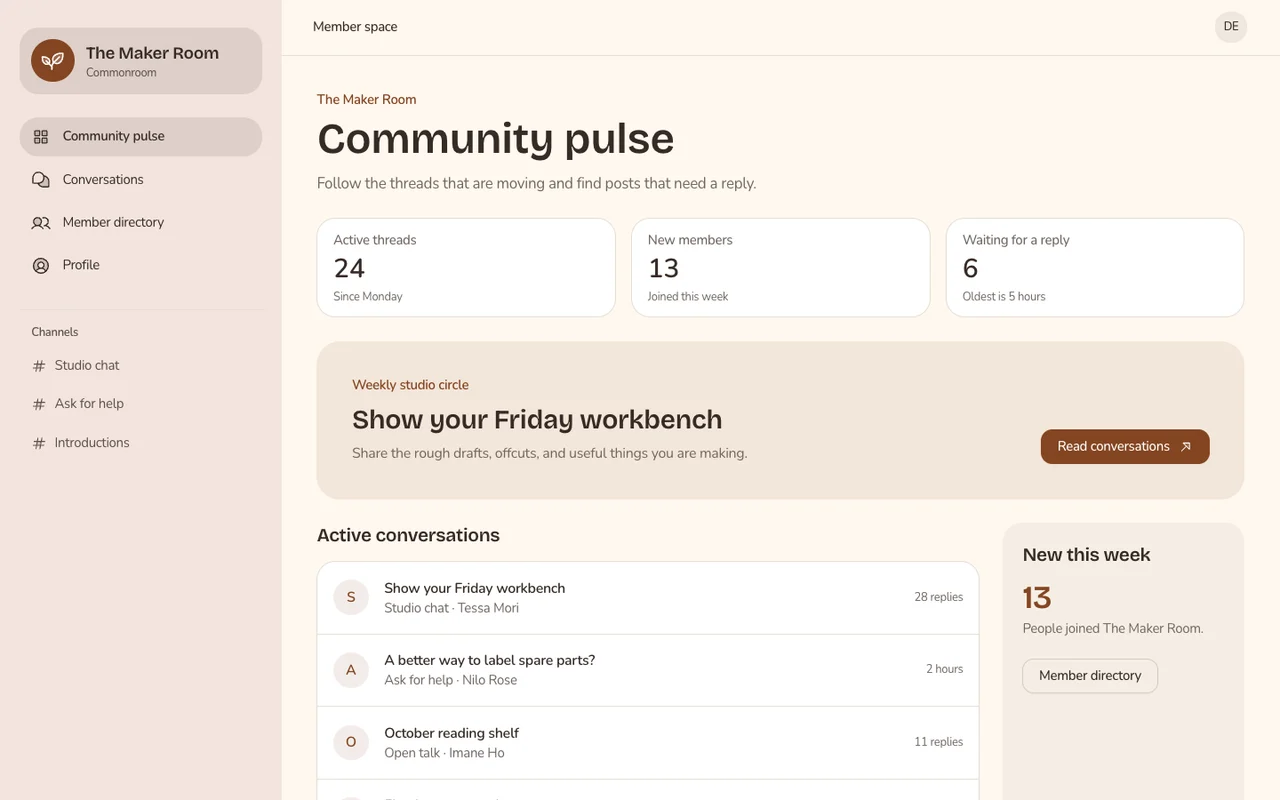 The Maker Room
Commonroom
Community pulse
Conversations
Member directory
Profile
Channels
# Studio chat
# Ask for help
# Introductions
Member space
DE
The Maker Room
Community pulse
Follow the threads that are moving and find posts that need a reply.
Active threads
24
Since Monday
New members
13
Joined this week
Waiting for a reply
6
Oldest is 5 hours
Weekly studio circle
Show your Friday workbench
Share the rough drafts, offcuts, and useful things you are making.
Read conversations
Active conversations
S
Show your Friday workbench
Studio chat · Tessa Mori
28 replies
A
A better way to label spare parts?
Ask for help · Nilo Rose
2 hours
O
October reading shelf
Open talk · Imane Ho
11 replies
New this week
13
People joined The Maker Room.
Member directory